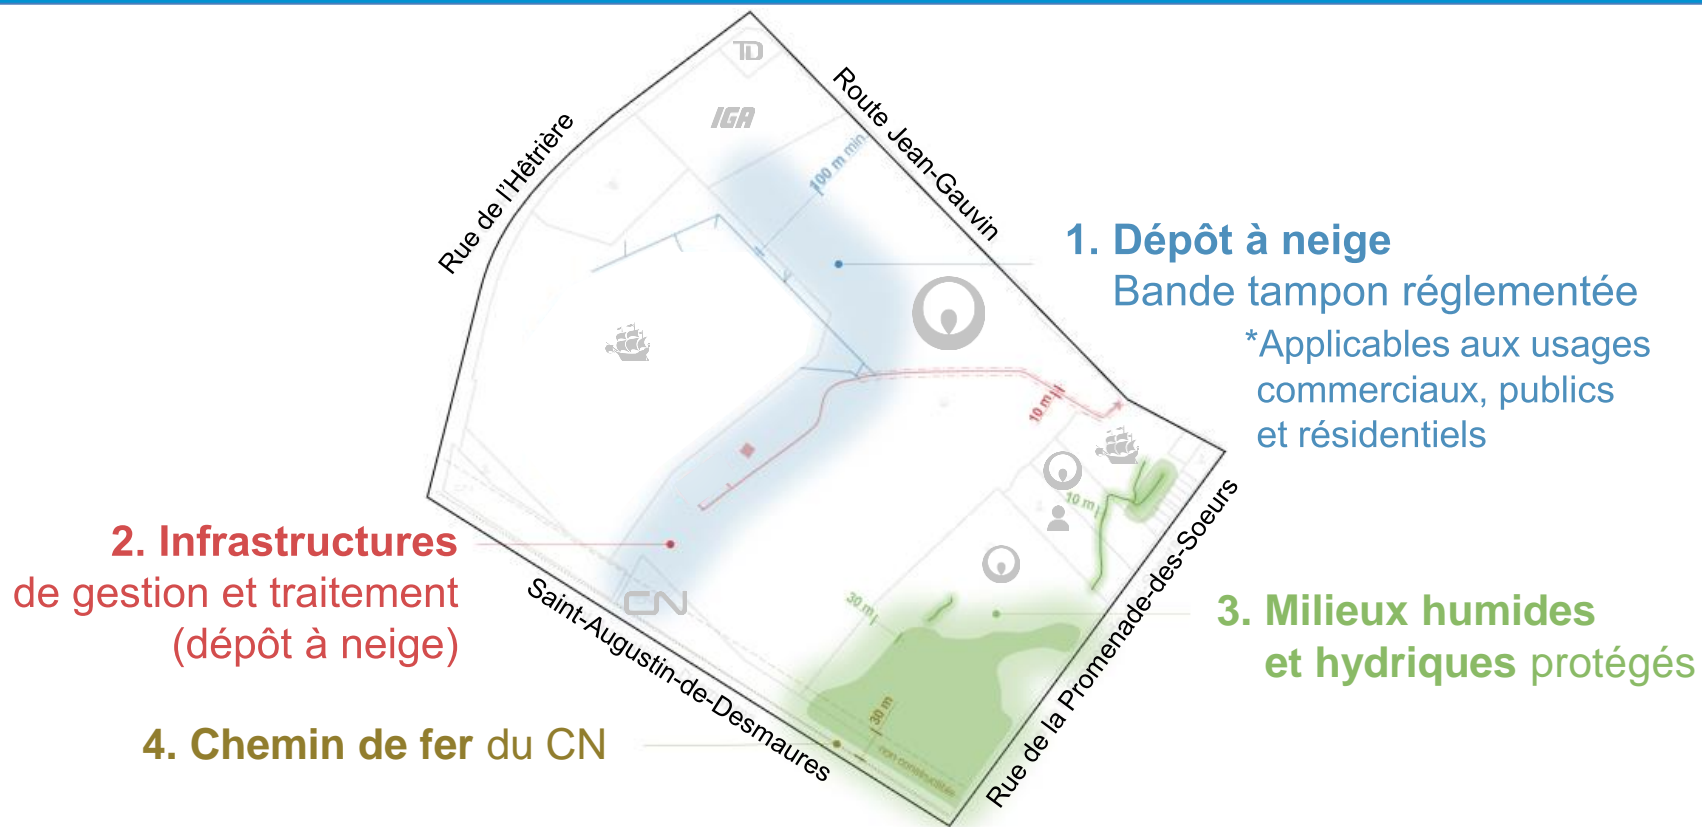 TD
IGA
Rue de l'Hêtrière
Route Jean-Gauvin
100 m min.
1. Dépôt à neige
Bande tampon réglementée
*Applicables aux usages
commerciaux, publics
et résidentiels
10 m
10 m
2. Infrastructures
de gestion et traitement
(dépôt à neige)
CN
Saint-Augustin-de-Desmaures
30 m
3. Milieux humides
et hydriques protégés
Rue de la Promenade-des-Soeurs
30 m
non constructible
4. Chemin de fer du CN